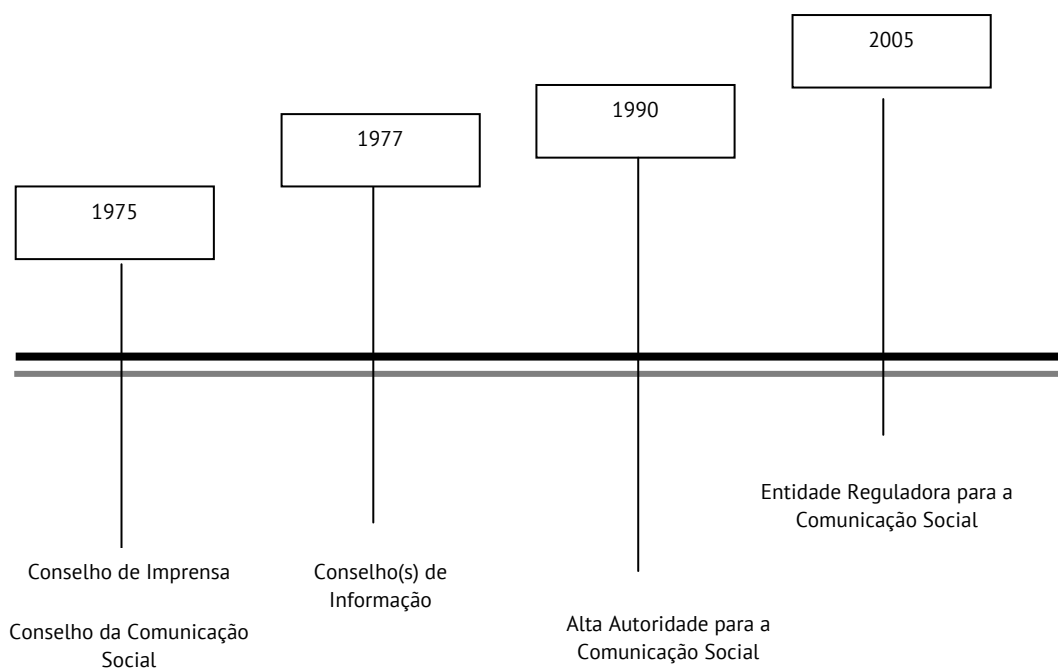 1975
1977
1990
2005
Conselho de Imprensa
Conselho da Comunicação
Social
Conselho(s) de
Informação
Alta Autoridade para a
Comunicação Social
Entidade Reguladora para a
Comunicação Social